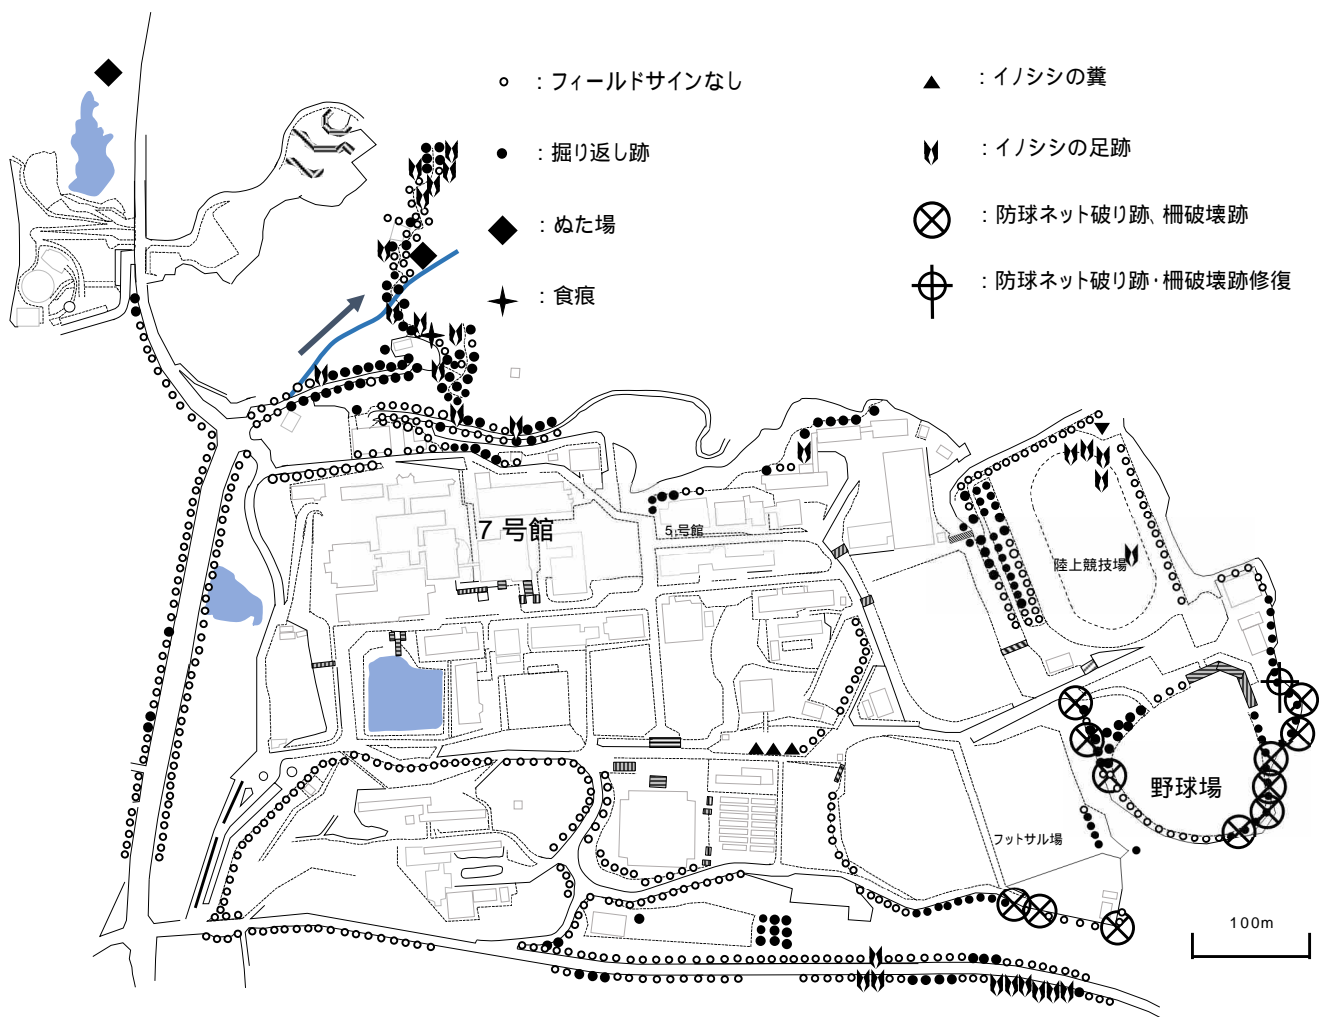 ：フィールドサインなし
：イノシシの糞
：掘り返し跡
：イノシシの足跡
：ぬた場
：防球ネット破り跡、柵破壊跡
：食痕
：防球ネット破り跡・柵破壊跡修復
７号館
５号館
陸上競技場
野球場
フットサル場
100m